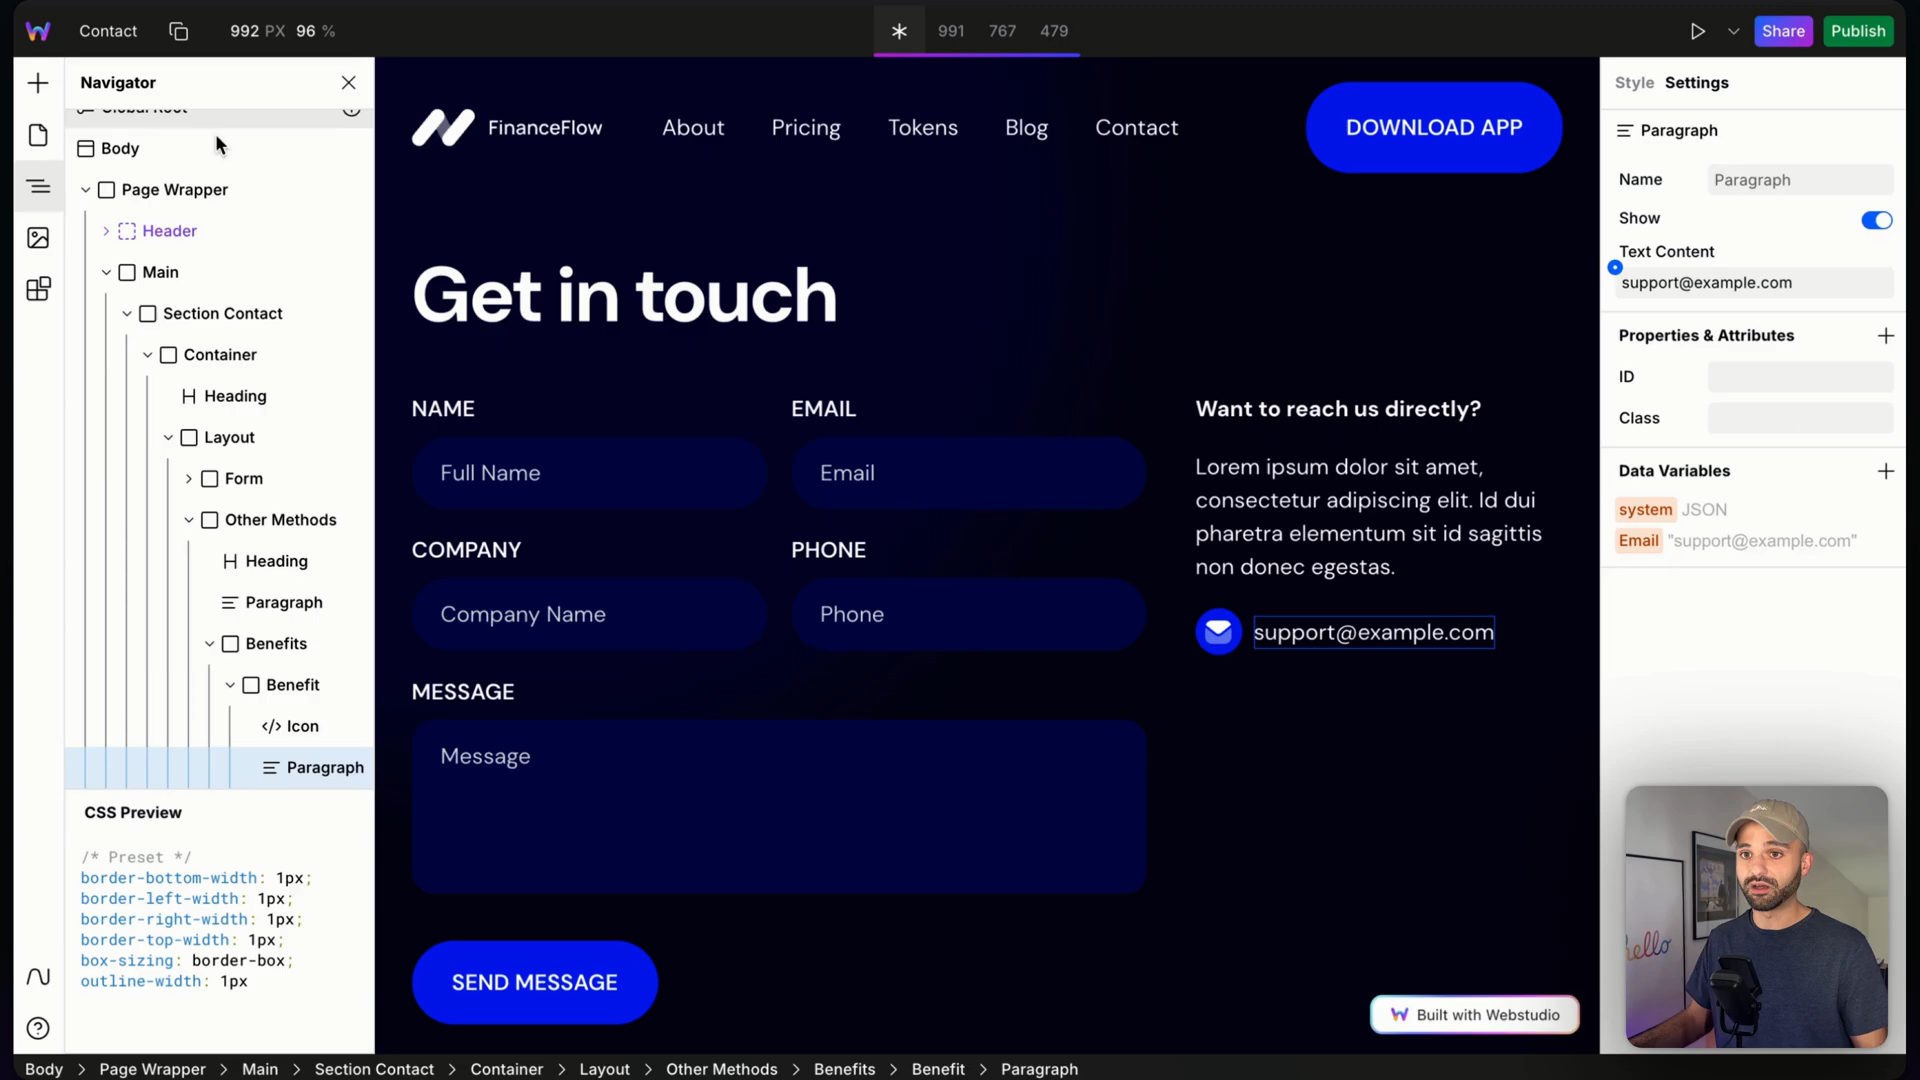 Contact 992 PX 96 % 991 767 479 Share Publish
Navigator
Global Root
Body
Page Wrapper
Header
Main
Section Contact
Container
Heading
Layout
Form
Other Methods
Heading
Paragraph
Benefits
Benefit
Icon
Paragraph
CSS Preview
/* Preset */
border-bottom-width: 1px;
border-left-width: 1px;
border-right-width: 1px;
border-top-width: 1px;
box-sizing: border-box;
outline-width: 1px
FinanceFlow About Pricing Tokens Blog Contact DOWNLOAD APP
Get in touch
NAME
Full Name
EMAIL
Email
COMPANY
Company Name
PHONE
Phone
MESSAGE
Message
SEND MESSAGE
Want to reach us directly?
Lorem ipsum dolor sit amet,
consectetur adipiscing elit. Id dui
pharetra elementum sit id sagittis
non donec egestas.
support@example.com
Built with Webstudio
Style Settings
Paragraph
Name Paragraph
Show
Text Content
support@example.com
Properties & Attributes
ID
Class
Data Variables
system JSON
Email "support@example.com"
hello
Body > Page Wrapper > Main > Section Contact > Container > Layout > Other Methods > Benefits > Benefit > Paragraph